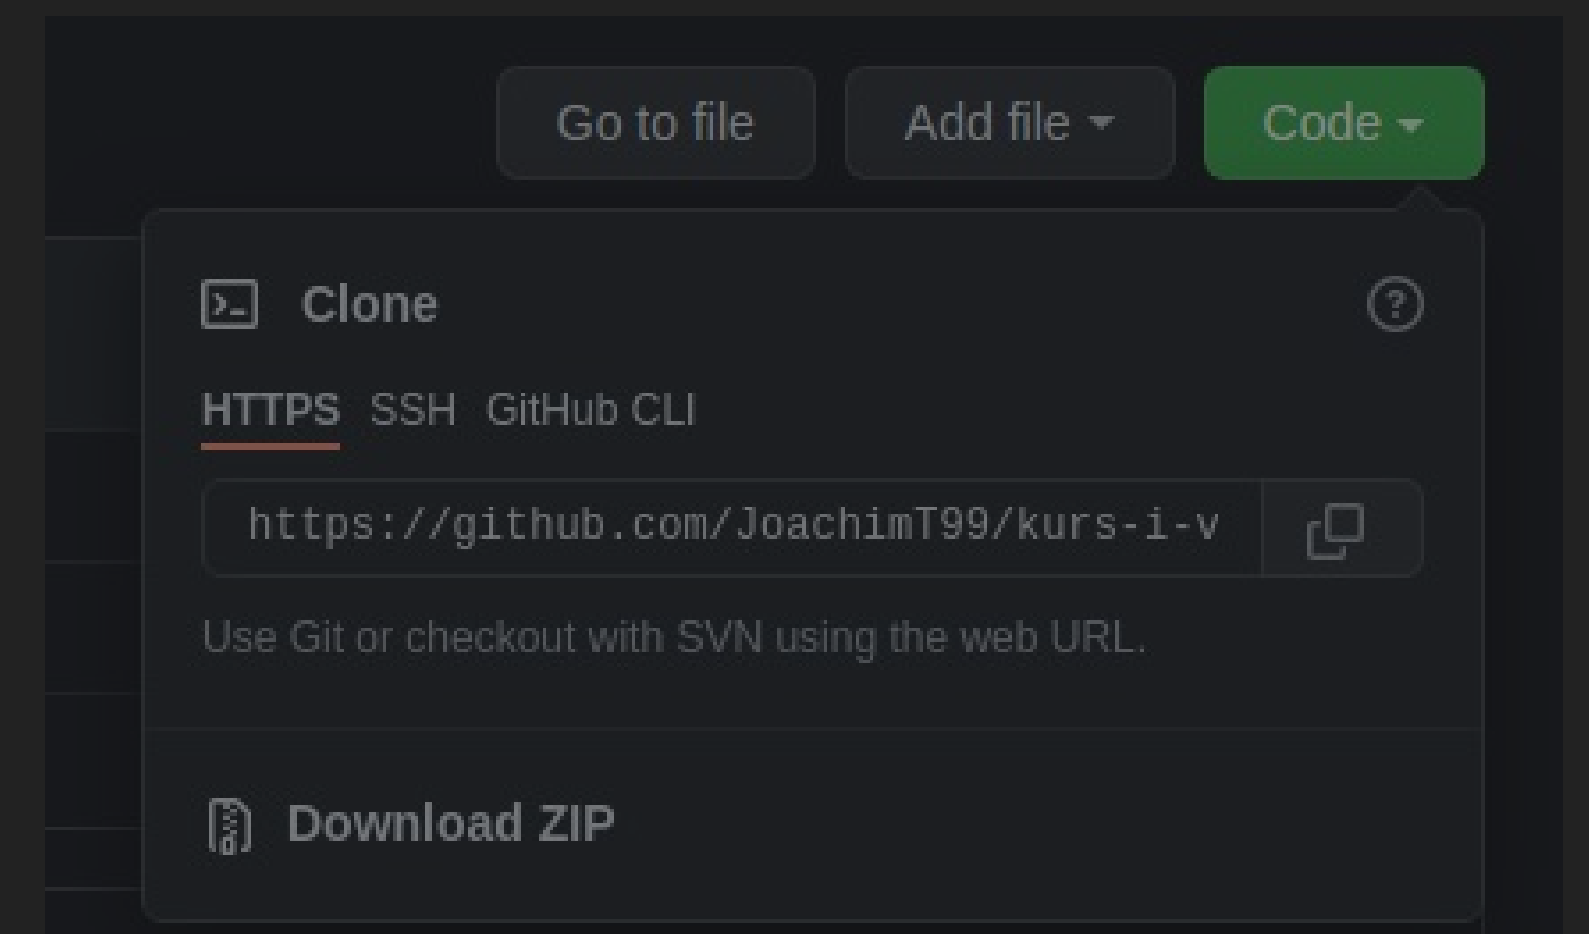 Go to file Add file Code
Clone
HTTPS SSH GitHub CLI
https://github.com/JoachimT99/kurs-i-v
Use Git or checkout with SVN using the web URL.
Download ZIP